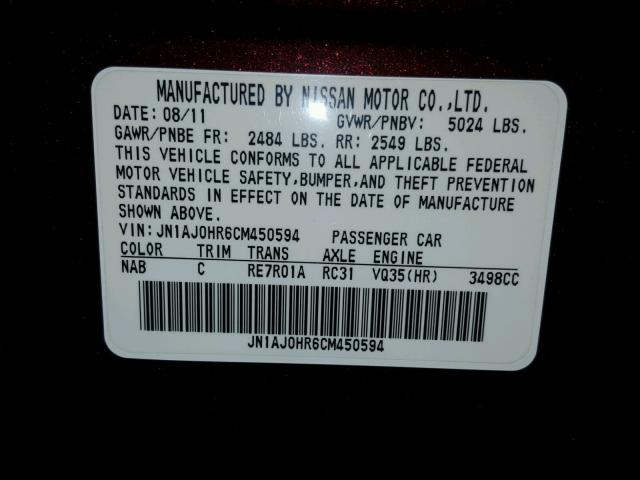 MANUFACTURED BY NISSAN MOTOR CO.,LTD.
DATE: 08/11 GVWR/PNBV: 5024 LBS.
GAWR/PNBE FR: 2484 LBS. RR: 2549 LBS.
THIS VEHICLE CONFORMS TO ALL APPLICABLE FEDERAL
MOTOR VEHICLE SAFETY,BUMPER,AND THEFT PREVENTION
STANDARDS IN EFFECT ON THE DATE OF MANUFACTURE
SHOWN ABOVE.
VIN:JN1AJ0HR6CM450594 PASSENGER CAR
COLOR TRIM TRANS AXLE ENGINE
NAB C RE7R01A RC31 VQ35(HR) 3498CC
JN1AJ0HR6CM450594